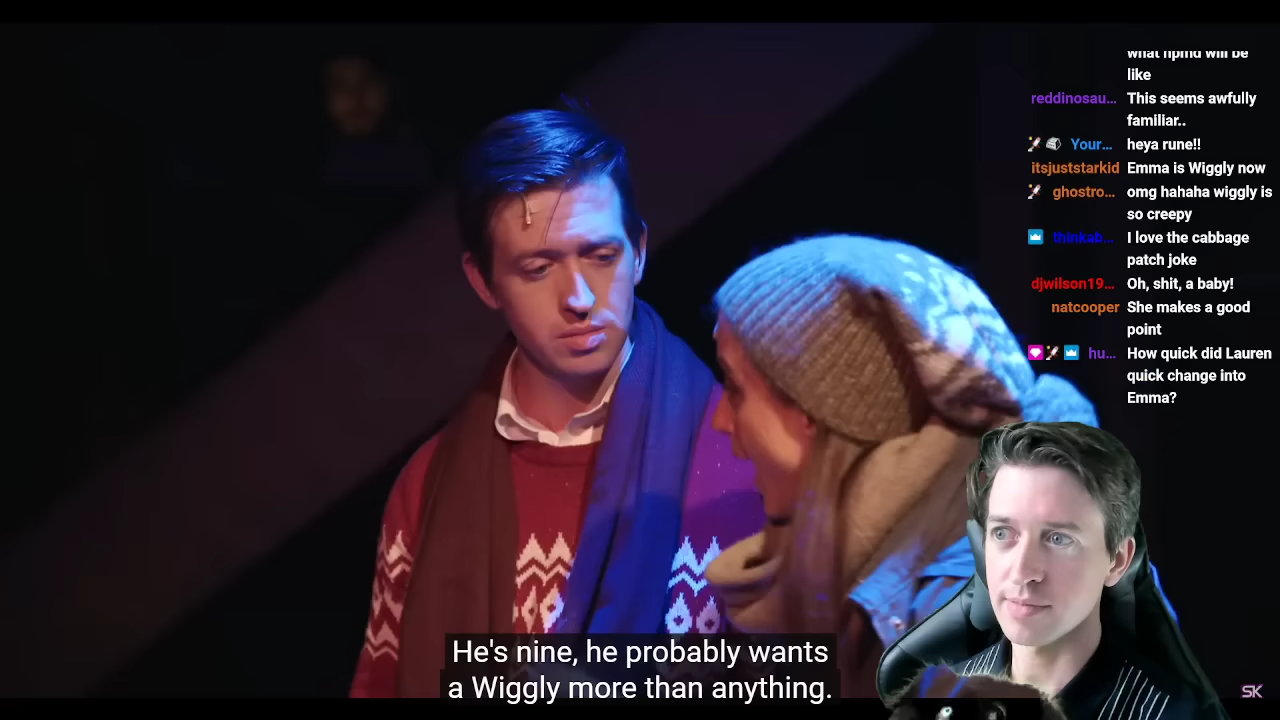 what npmd will be
like
reddinosau... This seems awfully
familiar..
Your... heya rune!!
itsjuststarkid Emma is Wiggly now
ghostro... omg hahaha wiggly is
so creepy
thinkab... I love the cabbage
patch joke
djwilson19... Oh, shit, a baby!
natcooper She makes a good
point
hu... How quick did Lauren
quick change into
Emma?
He's nine, he probably wants
a Wiggly more than anything.
SK